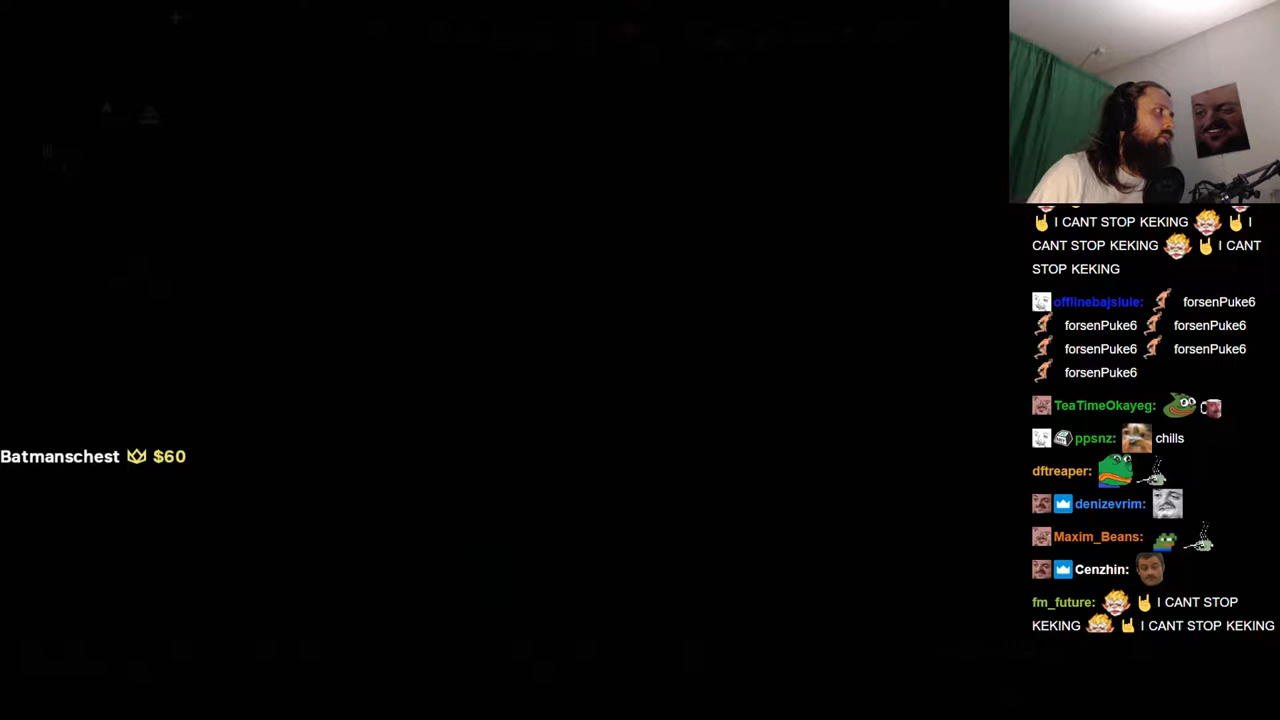 I CANT STOP KEKING I
CANT STOP KEKING I CANT
STOP KEKING
offlinebajslule: forsenPuke6
forsenPuke6 forsenPuke6
forsenPuke6 forsenPuke6
forsenPuke6
TeaTimeOkayeg:
ppsnz: chills
Batmanschest $60
dftreaper:
denizevrim:
Maxim_Beans:
Cenzhin:
fm_future: I CANT STOP
KEKING I CANT STOP KEKING